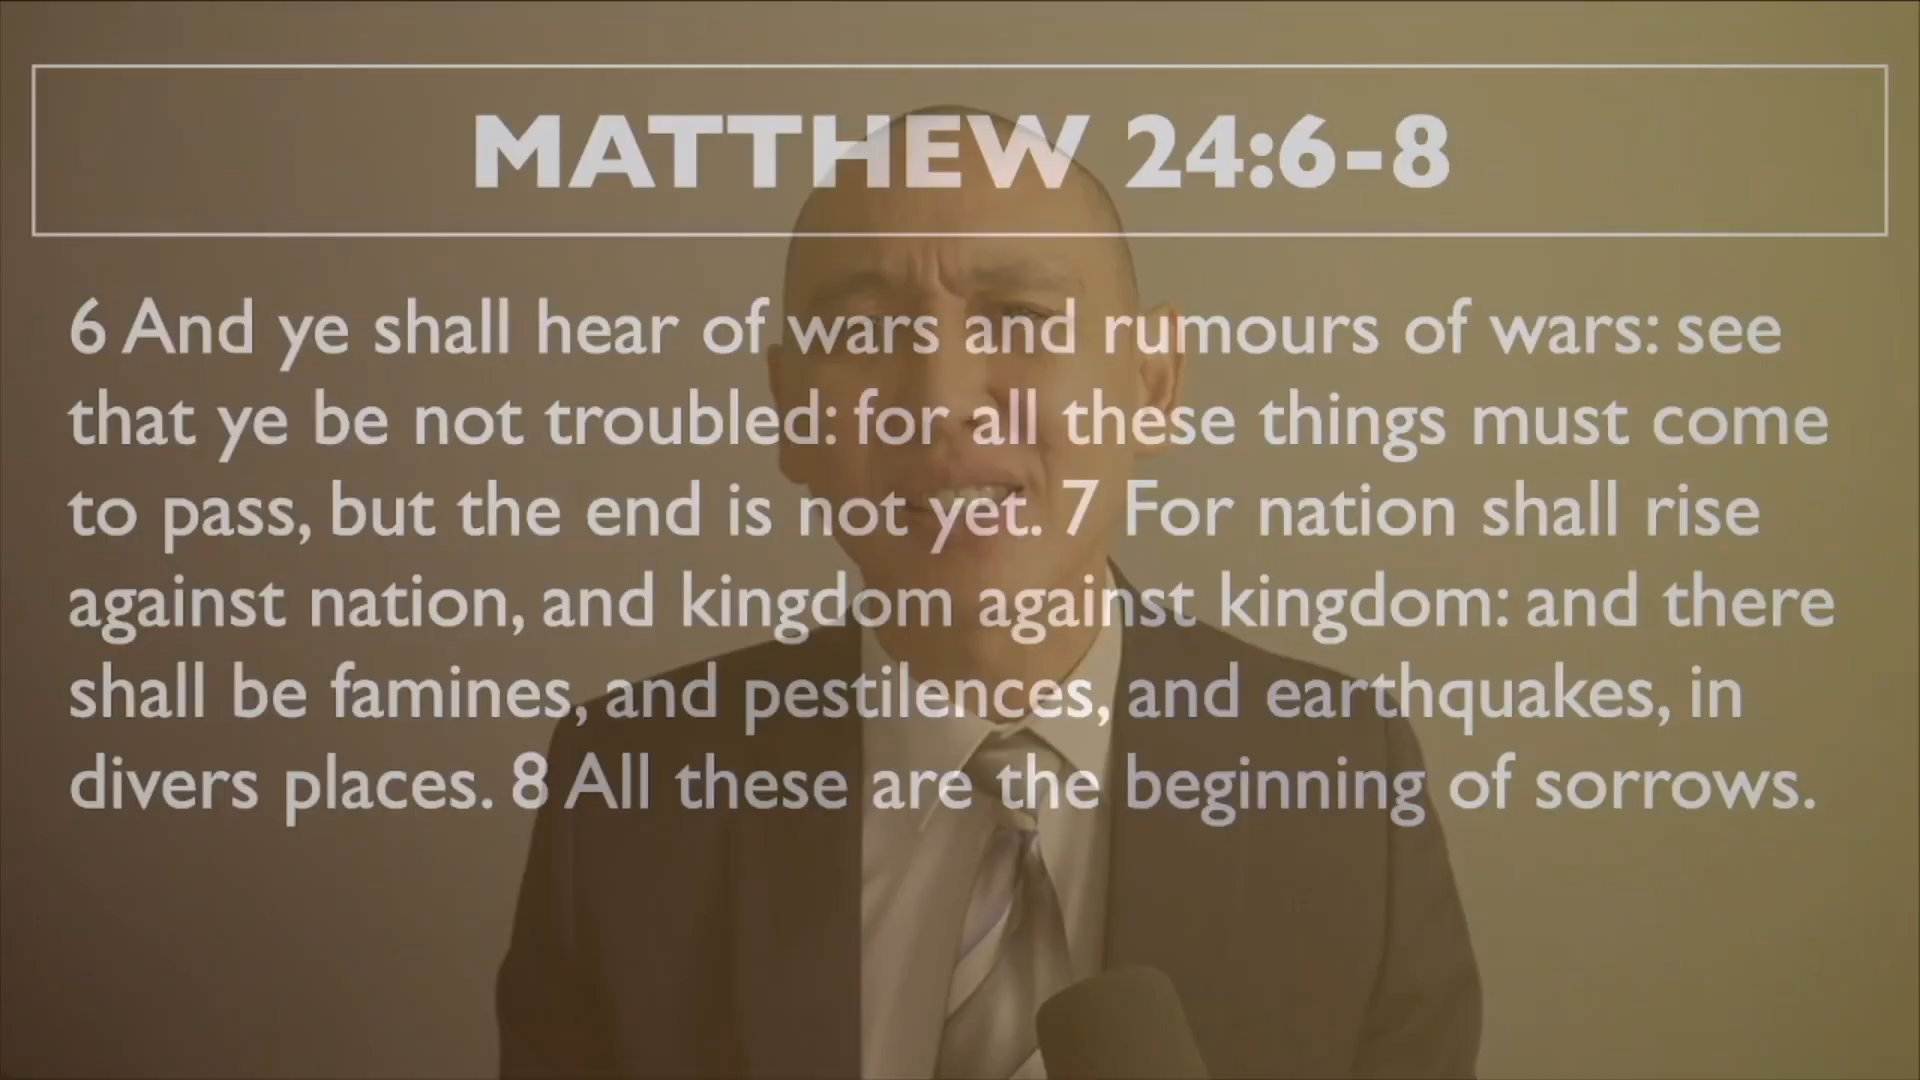 MATTHEW 24:6-8
6 And ye shall hear of wars and rumours of wars: see
that ye be not troubled: for all these things must come
to pass, but the end is not yet. 7 For nation shall rise
against nation, and kingdom against kingdom: and there
shall be famines, and pestilences, and earthquakes, in
divers places. 8 All these are the beginning of sorrows.